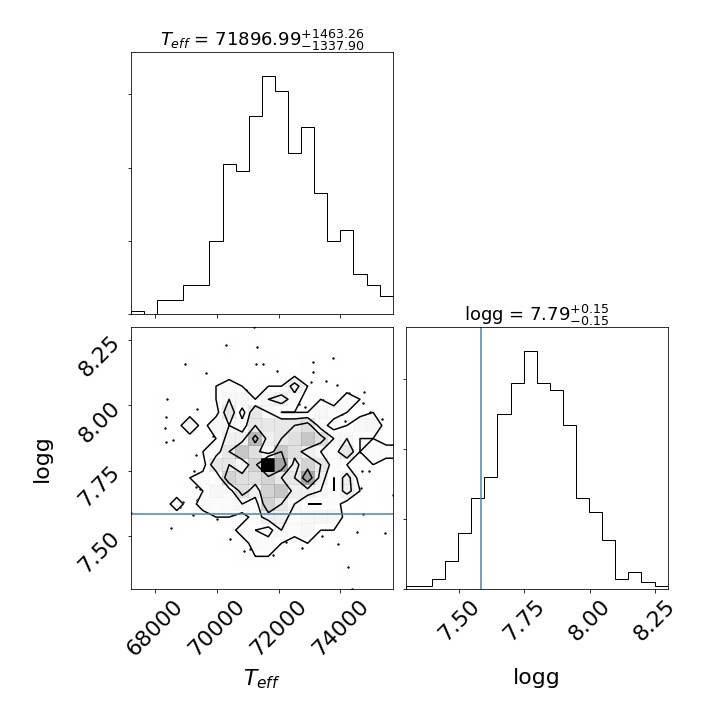 T_eff = 71896.99^{+1463.26}_{-1337.90}
logg = 7.79^{+0.15}_{-0.15}
8.25
8.00
7.75
7.50
logg
68000 70000 72000 74000
7.50 7.75 8.00 8.25
T_eff
logg